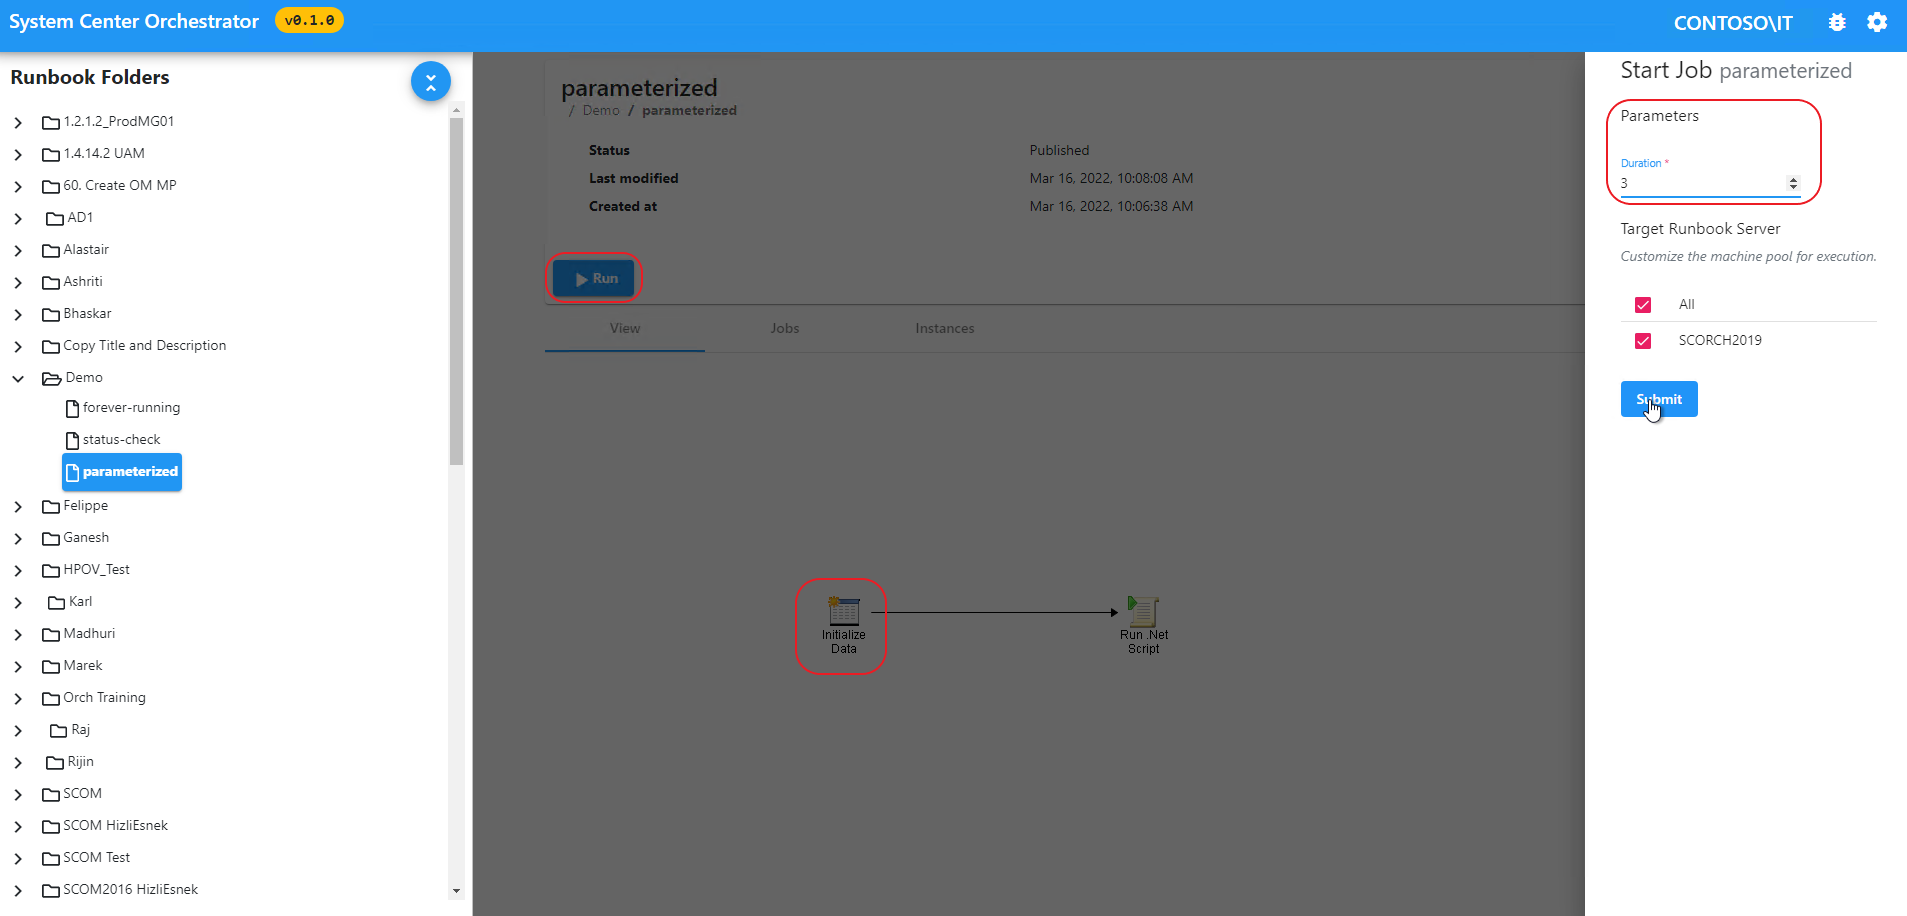 System Center Orchestrator v0.1.0 CONTOSO\IT
Runbook Folders
1.2.1.2_ProdMG01
1.4.14.2 UAM
60. Create OM MP
AD1
Alastair
Ashriti
Bhaskar
Copy Title and Description
Demo
forever-running
status-check
parameterized
Felippe
Ganesh
HPOV_Test
Karl
Madhuri
Marek
Orch Training
Raj
Rijin
SCOM
SCOM HizliEsnek
SCOM Test
SCOM2016 HizliEsnek
parameterized
/ Demo / parameterized
Status Published
Last modified Mar 16, 2022, 10:08:08 AM
Created at Mar 16, 2022, 10:06:38 AM
Run
View Jobs Instances
Initialize
Data
Run .Net
Script
Start Job parameterized
Parameters
Duration *
3
Target Runbook Server
Customize the machine pool for execution.
All
SCORCH2019
Submit